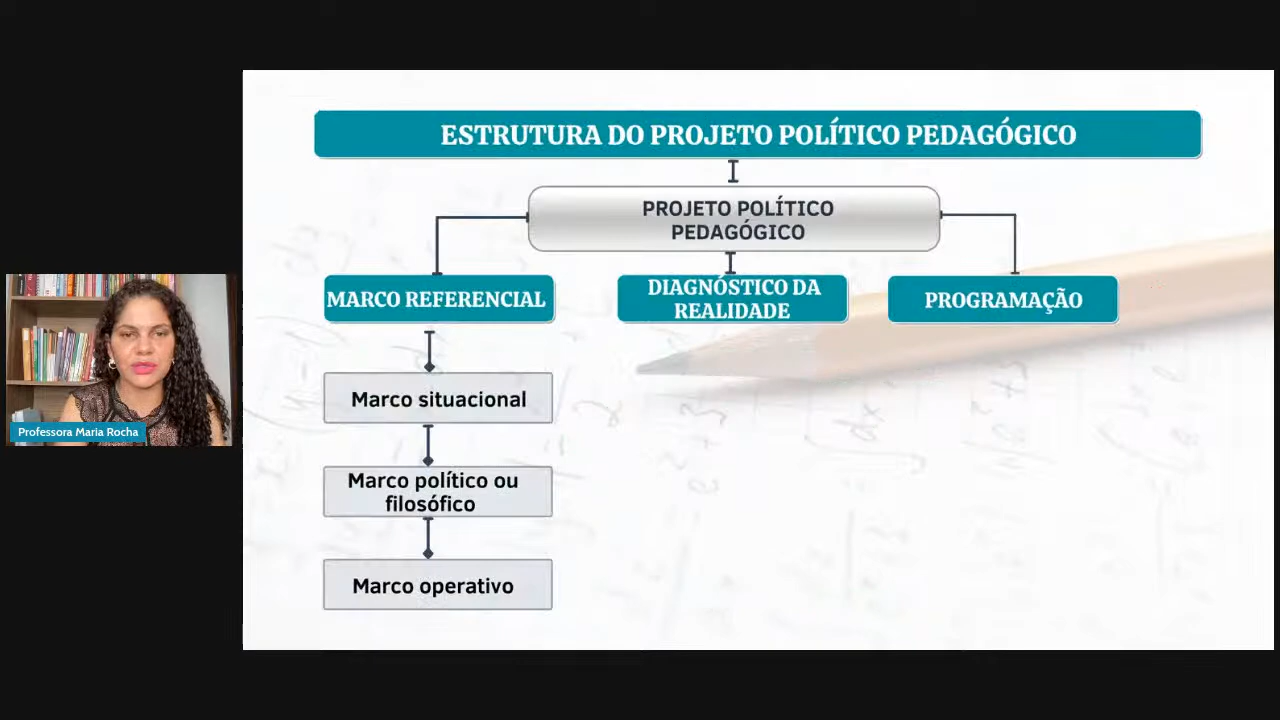 ESTRUTURA DO PROJETO POLÍTICO PEDAGÓGICO
PROJETO POLÍTICO
PEDAGÓGICO
MARCO REFERENCIAL
DIAGNÓSTICO DA
REALIDADE
PROGRAMAÇÃO
Marco situacional
Marco político ou
filosófico
Marco operativo
Professora Maria Rocha